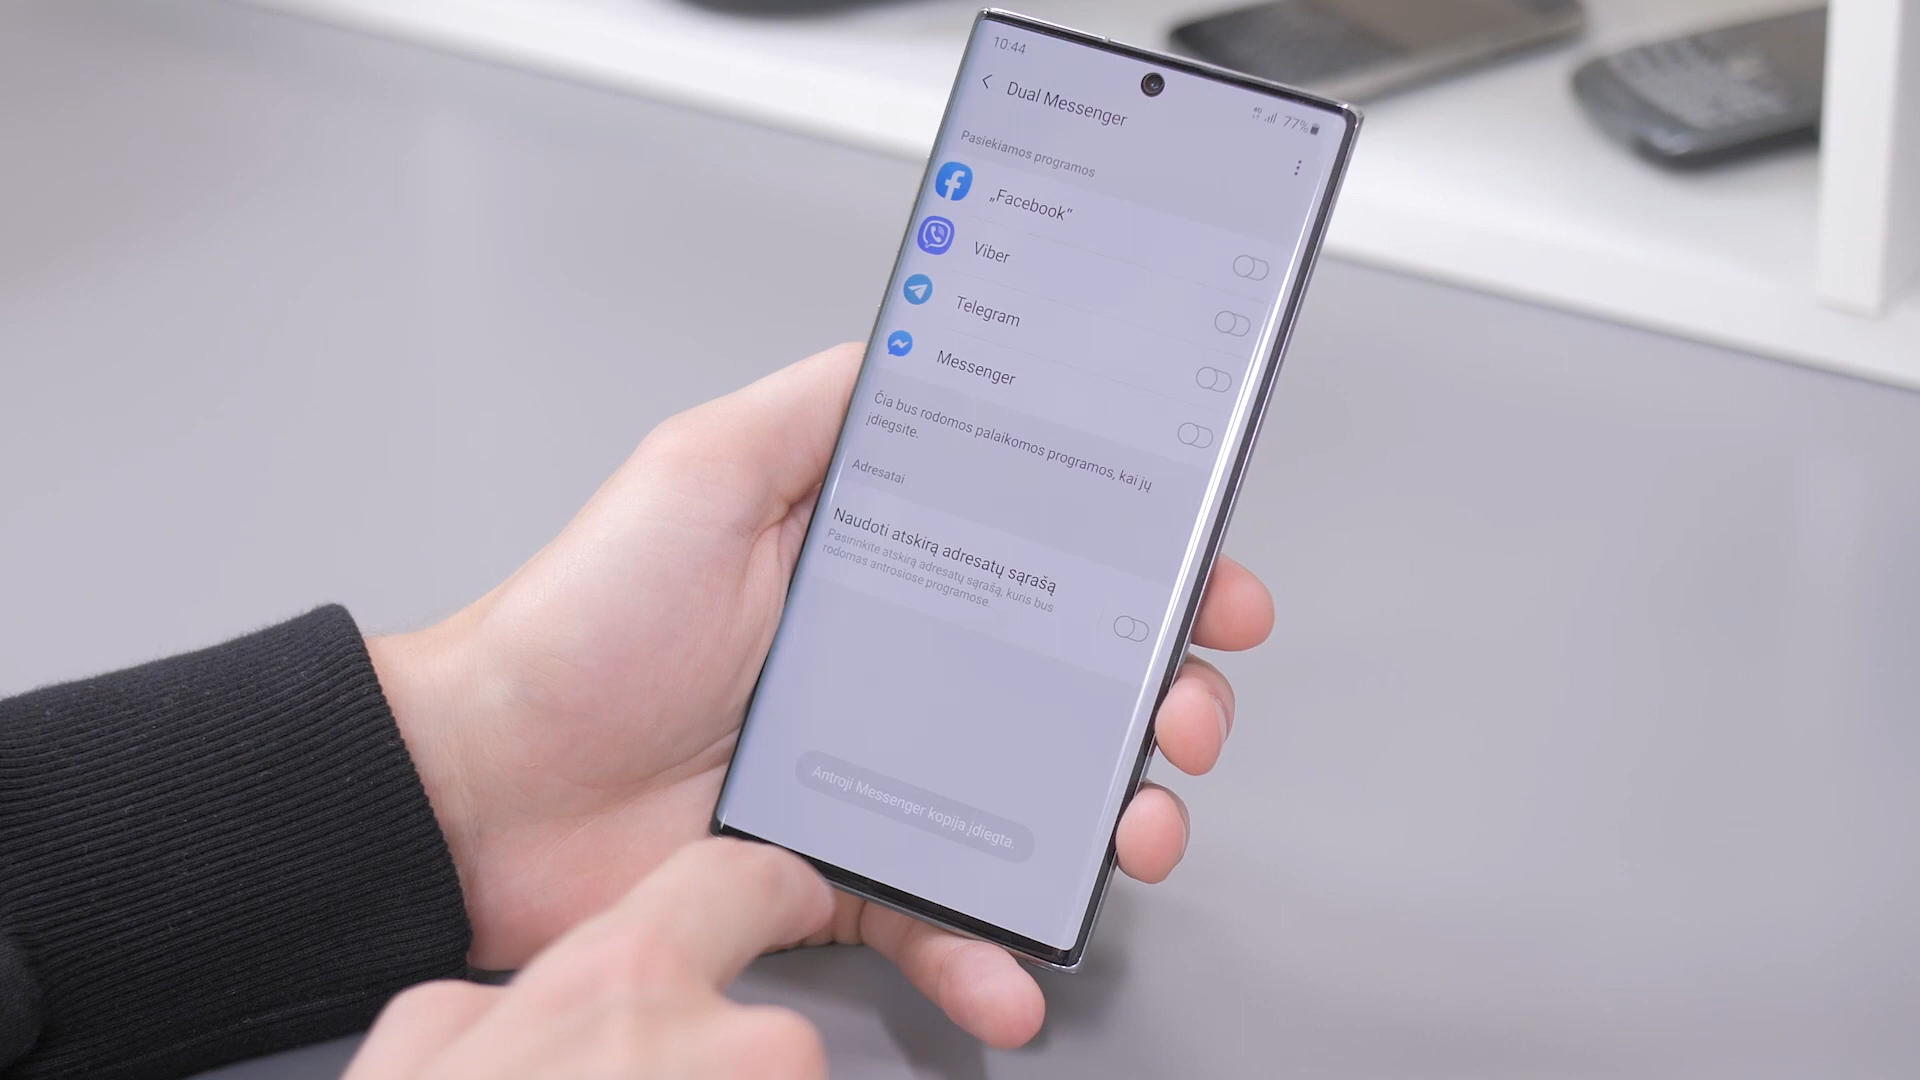 10:44
4G 77%
Dual Messenger
Pasiekiamos programos
„Facebook“
Viber
Telegram
Messenger
Čia bus rodomos palaikomos programos, kai jų
įdiegsite.
Adresatai
Naudoti atskirą adresatų sąrašą
Pasirinkite atskirą adresatų sąrašą, kuris bus
rodomas antrosiose programose.
Antroji Messenger kopija įdiegta.